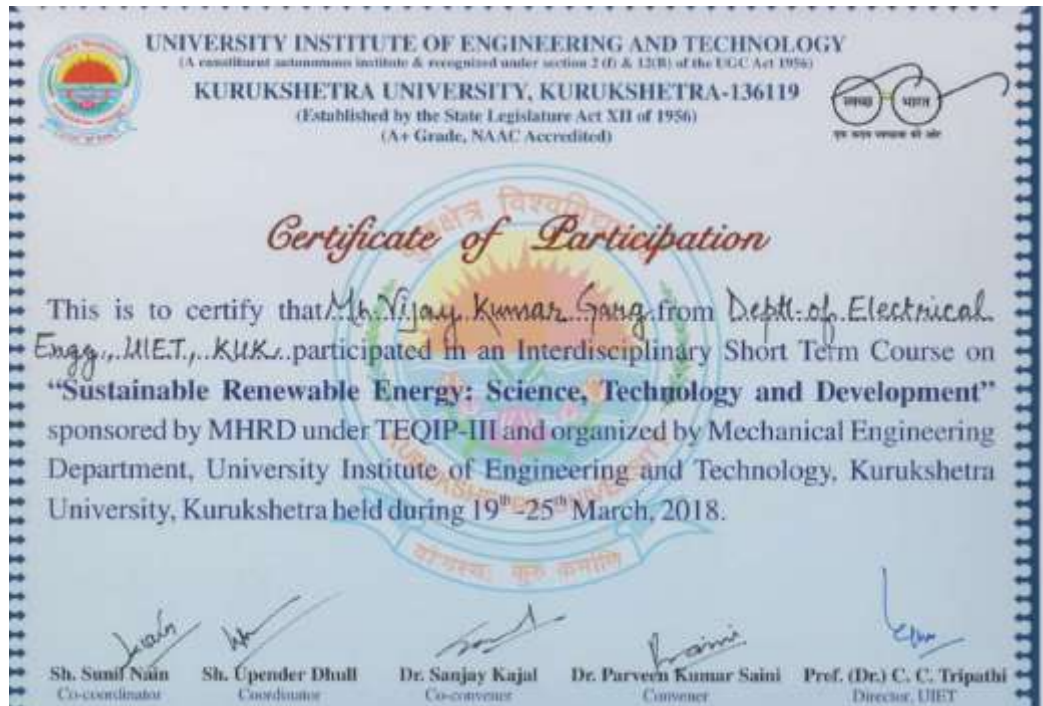 UNIVERSITY INSTITUTE OF ENGINEERING AND TECHNOLOGY
(A constituent autonomous institute & recognized under section 2 (f) & 12(B) of the UGC Act 1956)
KURUKSHETRA UNIVERSITY, KURUKSHETRA-136119
(Established by the State Legislature Act XII of 1956)
(A+ Grade, NAAC Accredited)
स्वच्छ भारत
एक कदम स्वच्छता की ओर
Certificate of Participation
This is to certify that Mr. Vijay Kumar Garg from Deptt. of Electrical
Engg., UIET, KUK participated in an Interdisciplinary Short Term Course on
“Sustainable Renewable Energy: Science, Technology and Development”
sponsored by MHRD under TEQIP-III and organized by Mechanical Engineering
Department, University Institute of Engineering and Technology, Kurukshetra
University, Kurukshetra held during 19th-25th March, 2018.
Sh. Sunil Nain Sh. Upender Dhull Dr. Sanjay Kajal Dr. Parveen Kumar Saini Prof. (Dr.) C. C. Tripathi
Co-coordinator Coordinator Co-convener Convener Director, UIET